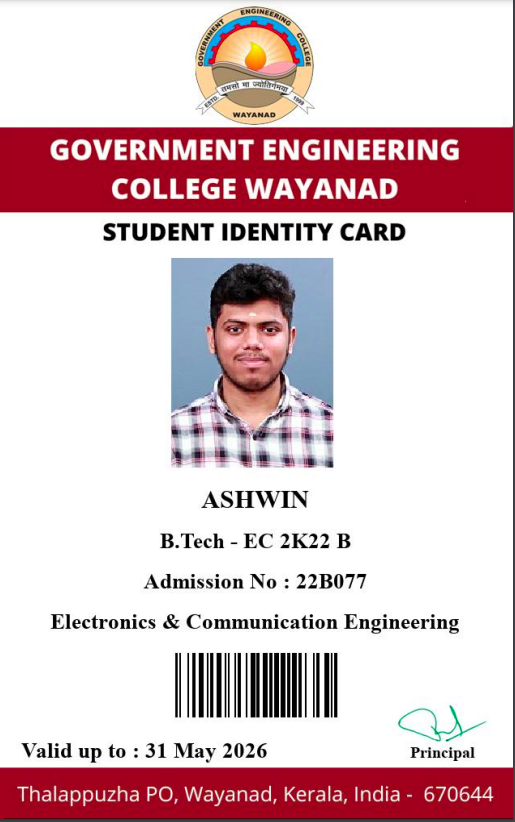 GOVERNMENT ENGINEERING COLLEGE
तमसो मा ज्योतिर्गमया
ESTD. 1999
WAYANAD
GOVERNMENT ENGINEERING
COLLEGE WAYANAD
STUDENT IDENTITY CARD
ASHWIN
B.Tech - EC 2K22 B
Admission No : 22B077
Electronics & Communication Engineering
Valid up to : 31 May 2026
Principal
Thalappuzha PO, Wayanad, Kerala, India - 670644